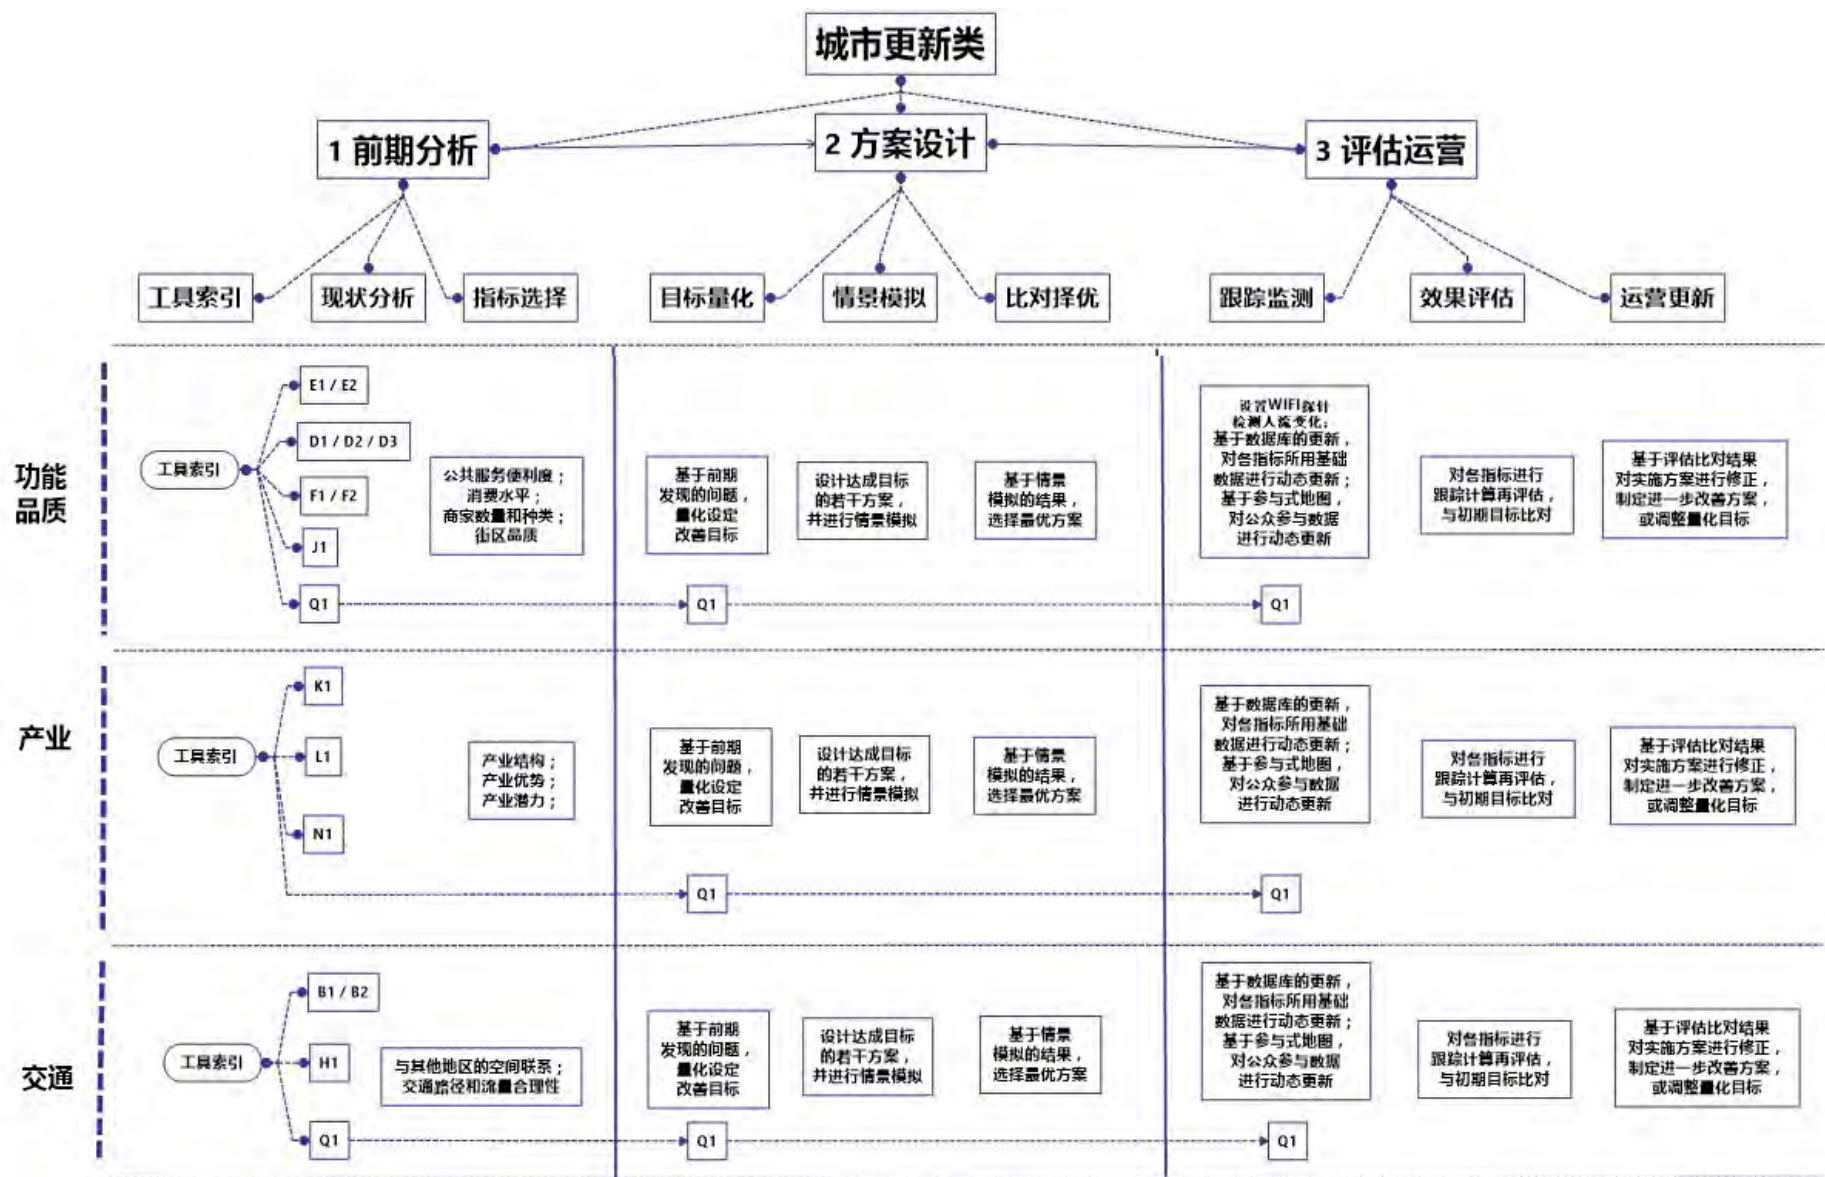 城市更新类
1 前期分析
2 方案设计
3 评估运营
工具索引
现状分析
指标选择
目标量化
情景模拟
比对择优
跟踪监测
效果评估
运营更新
功能
品质
工具索引
E1 / E2
D1 / D2 / D3
F1 / F2
J1
Q1
公共服务便利度；
消费水平；
商家数量和种类；
街区品质
基于前期
发现的问题，
量化设定
改善目标
设计达成目标
的若干方案，
并进行情景模拟
基于情景
模拟的结果，
选择最优方案
Q1
设置WIFI探针
检测人流变化；
基于数据库的更新，
对各指标所用基础
数据进行动态更新；
基于参与式地图，
对公众参与数据
进行动态更新
对各指标进行
跟踪计算再评估，
与初期目标比对
基于评估比对结果
对实施方案进行修正，
制定进一步改善方案，
或调整量化目标
Q1
产业
工具索引
K1
L1
N1
产业结构；
产业优势；
产业潜力；
基于前期
发现的问题，
量化设定
改善目标
设计达成目标
的若干方案，
并进行情景模拟
基于情景
模拟的结果，
选择最优方案
Q1
基于数据库的更新，
对各指标所用基础
数据进行动态更新；
基于参与式地图，
对公众参与数据
进行动态更新
对各指标进行
跟踪计算再评估，
与初期目标比对
基于评估比对结果
对实施方案进行修正，
制定进一步改善方案，
或调整量化目标
Q1
交通
工具索引
B1 / B2
H1
Q1
与其他地区的空间联系；
交通路径和流量合理性
基于前期
发现的问题，
量化设定
改善目标
设计达成目标
的若干方案，
并进行情景模拟
基于情景
模拟的结果，
选择最优方案
Q1
基于数据库的更新，
对各指标所用基础
数据进行动态更新；
基于参与式地图，
对公众参与数据
进行动态更新
对各指标进行
跟踪计算再评估，
与初期目标比对
基于评估比对结果
对实施方案进行修正，
制定进一步改善方案，
或调整量化目标
Q1